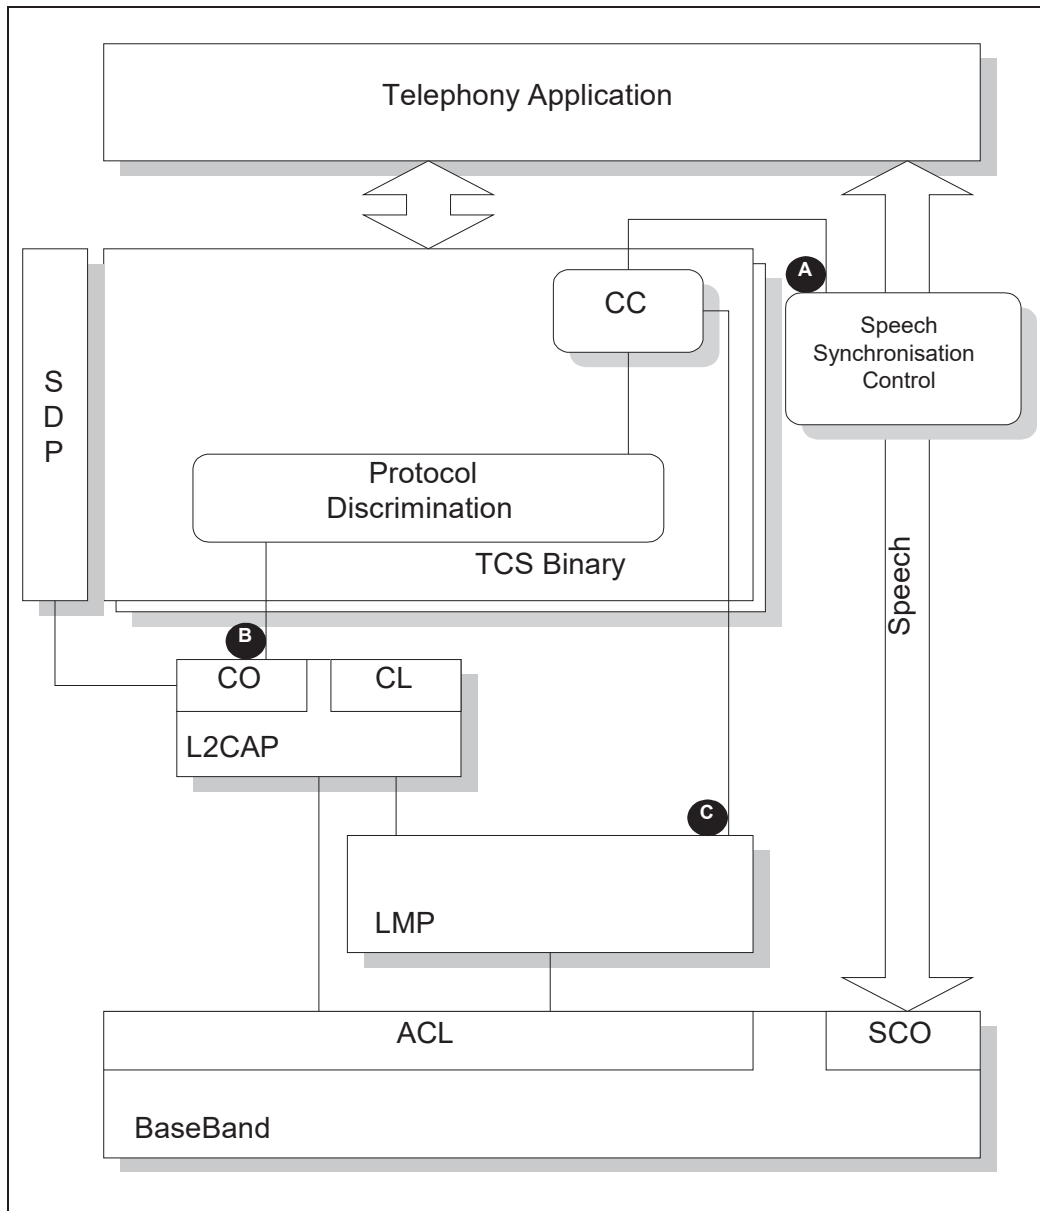 Telephony Application
A
CC
Speech
Synchronisation
Control
S
D
P
Protocol
Discrimination
TCS Binary
Speech
B
CO
CL
L2CAP
C
LMP
ACL
SCO
BaseBand